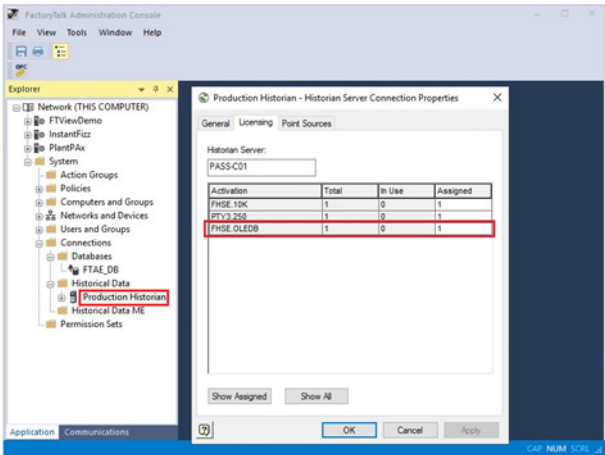 FactoryTalk Administration Console
File View Tools Window Help
OPC
Explorer
Network (THIS COMPUTER)
FTViewDemo
InstantFizz
PlantPAx
System
Action Groups
Policies
Computers and Groups
Networks and Devices
Users and Groups
Connections
Databases
FTAE_DB
Historical Data
Production Historian
Historical Data ME
Permission Sets
Application Communications
Production Historian - Historian Server Connection Properties
General Licensing Point Sources
Historian Server:
PASS-C01
Activation Total In Use Assigned
FHSE.10K 1 0 1
PTY3.250 1 0 1
FHSE.OLEDB 1 0 1
Show Assigned Show All
OK Cancel Apply
CAP NUM SCRL